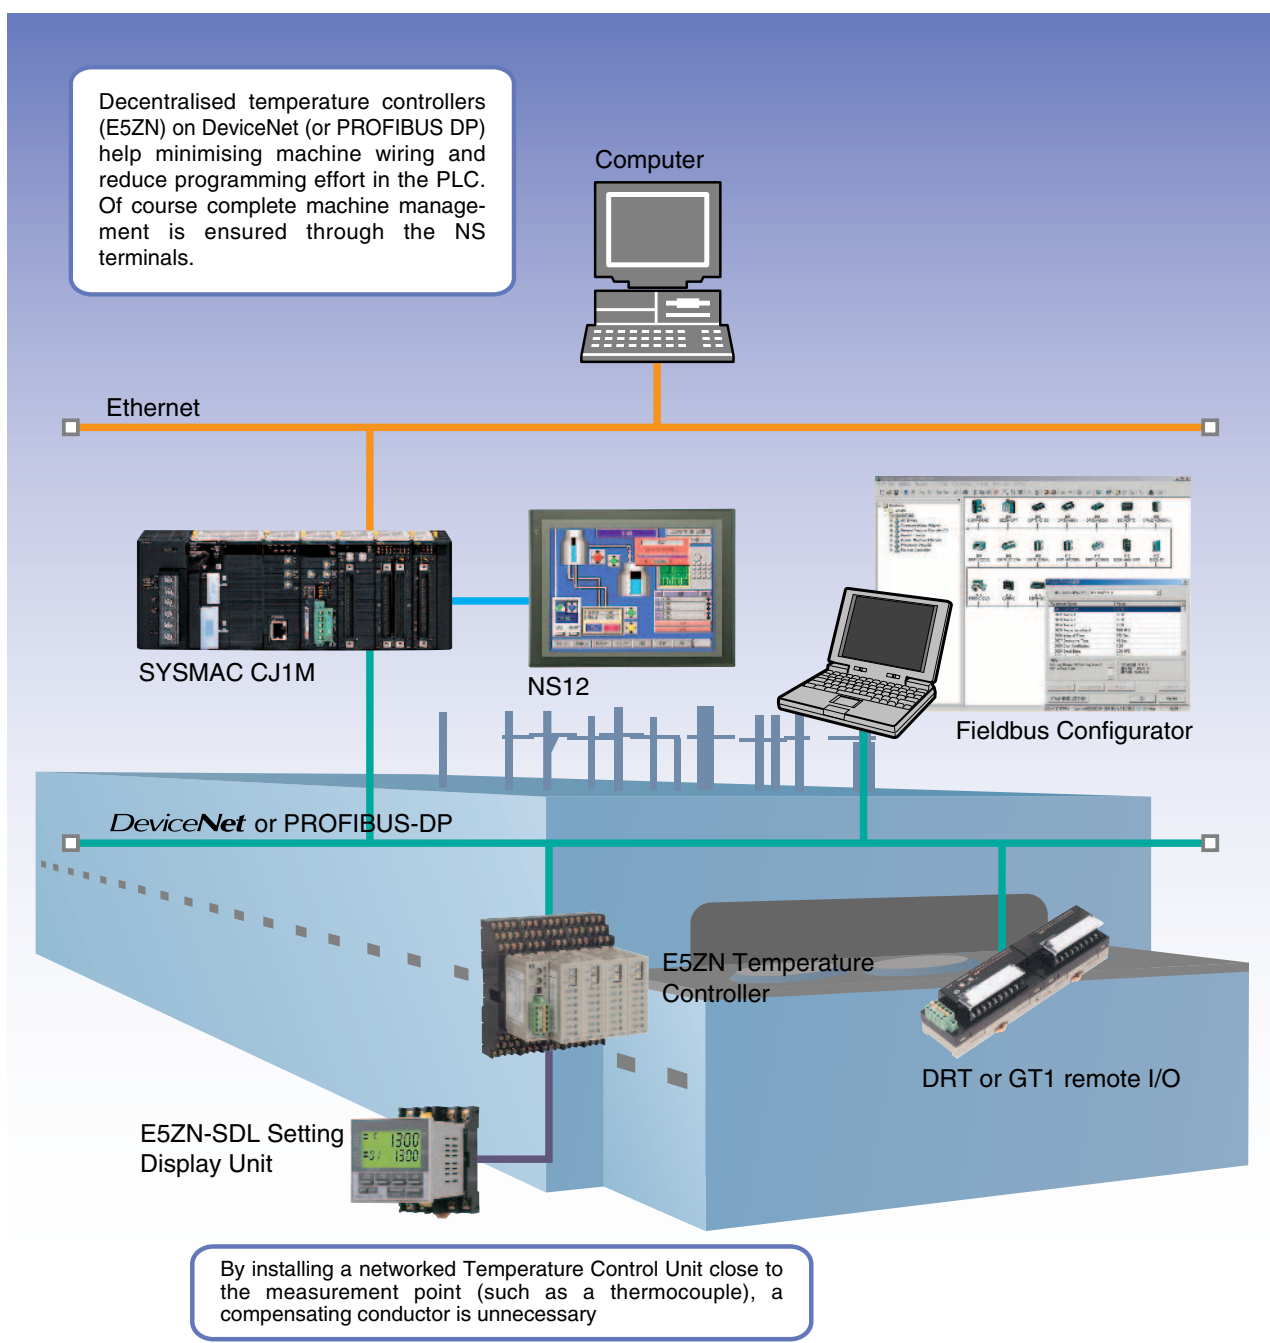 Decentralised temperature controllers
(E5ZN) on DeviceNet (or PROFIBUS DP)
help minimising machine wiring and
reduce programming effort in the PLC.
Of course complete machine manage-
ment is ensured through the NS
terminals.
Computer
Ethernet
SYSMAC CJ1M
NS12
Fieldbus Configurator
DeviceNet or PROFIBUS-DP
E5ZN Temperature
Controller
DRT or GT1 remote I/O
E5ZN-SDL Setting
Display Unit
1300
1300
By installing a networked Temperature Control Unit close to
the measurement point (such as a thermocouple), a
compensating conductor is unnecessary